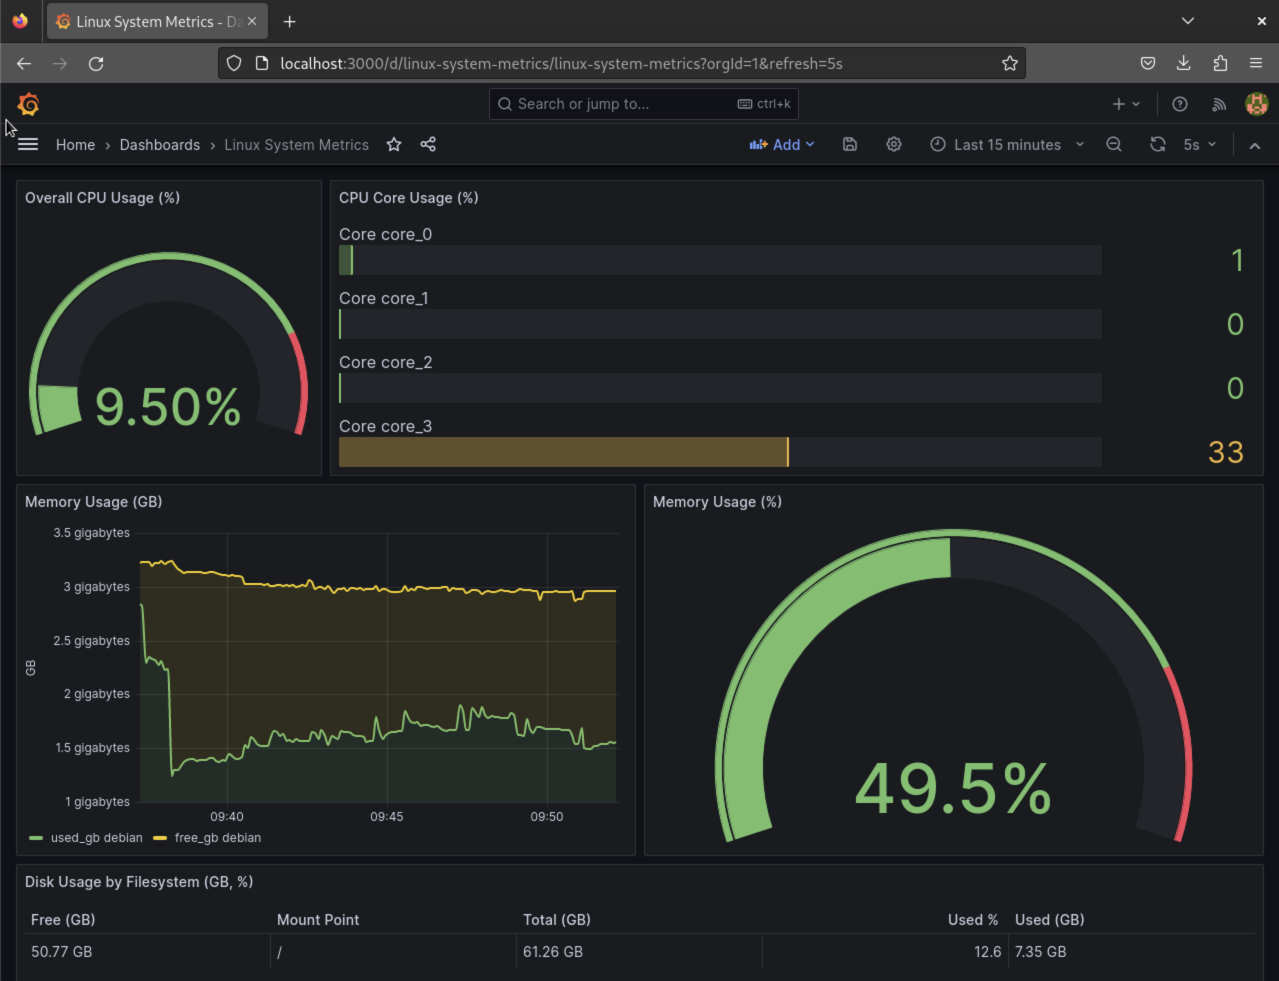 Linux System Metrics - Da
localhost:3000/d/linux-system-metrics/linux-system-metrics?orgId=1&refresh=5s
Search or jump to... ctrl+k
Home › Dashboards › Linux System Metrics
Add
Last 15 minutes
5s
Overall CPU Usage (%)
9.50%
CPU Core Usage (%)
Core core_0
1
Core core_1
0
Core core_2
0
Core core_3
33
Memory Usage (GB)
3.5 gigabytes
3 gigabytes
2.5 gigabytes
2 gigabytes
1.5 gigabytes
1 gigabytes
GB
09:40 09:45 09:50
used_gb debian free_gb debian
Memory Usage (%)
49.5%
Disk Usage by Filesystem (GB, %)
Free (GB) Mount Point Total (GB) Used % Used (GB)
50.77 GB / 61.26 GB 12.6 7.35 GB